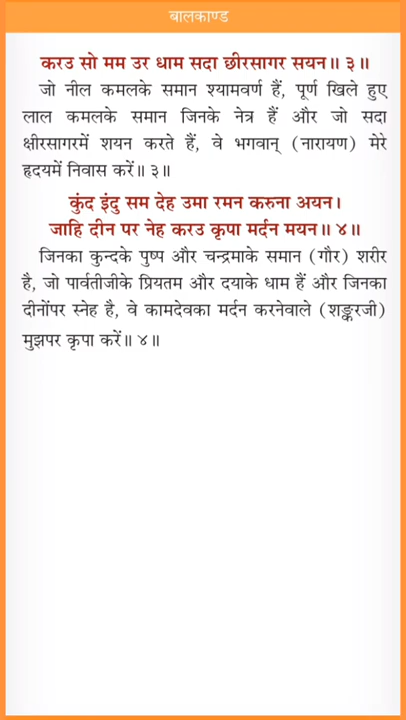 बालकाण्ड
करउ सो मम उर धाम सदा छीरसागर सयन॥ ३॥
जो नील कमलके समान श्यामवर्ण हैं, पूर्ण खिले हुए
लाल कमलके समान जिनके नेत्र हैं और जो सदा
क्षीरसागरमें शयन करते हैं, वे भगवान् (नारायण) मेरे
हृदयमें निवास करें॥ ३॥
कुंद इंदु सम देह उमा रमन करुना अयन।
जाहि दीन पर नेह करउ कृपा मर्दन मयन॥ ४॥
जिनका कुन्दके पुष्प और चन्द्रमाके समान (गौर) शरीर
है, जो पार्वतीजीके प्रियतम और दयाके धाम हैं और जिनका
दीनोंपर स्नेह है, वे कामदेवका मर्दन करनेवाले (शङ्करजी)
मुझपर कृपा करें॥ ४॥